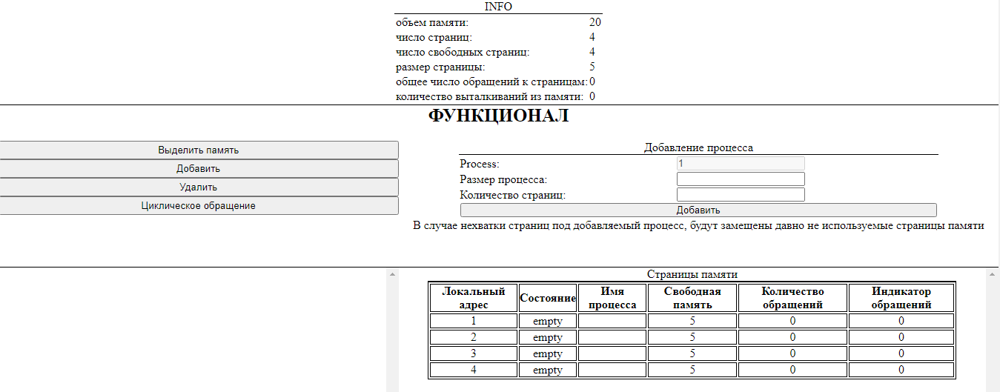 INFO
объем памяти: 20
число страниц: 4
число свободных страниц: 4
размер страницы: 5
общее число обращений к страницам: 0
количество выталкиваний из памяти: 0
ФУНКЦИОНАЛ
Выделить память
Добавить
Удалить
Циклическое обращение
Добавление процесса
Process: 1
Размер процесса:
Количество страниц:
Добавить
В случае нехватки страниц под добавляемый процесс, будут замещены давно не используемые страницы памяти
Страницы памяти
Локальный адрес Состояние Имя процесса Свободная память Количество обращений Индикатор обращений
1 empty 5 0 0
2 empty 5 0 0
3 empty 5 0 0
4 empty 5 0 0